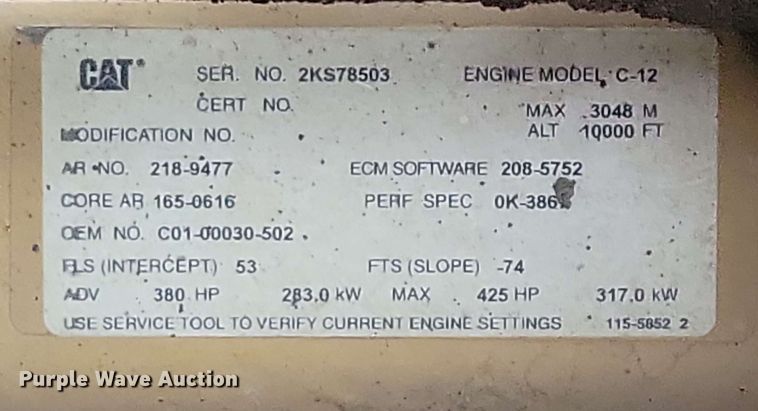 CAT SER. NO. 2KS78503 ENGINE MODEL C-12
CERT NO. MAX 3048 M
MODIFICATION NO. ALT 10000 FT
AR NO. 218-9477 ECM SOFTWARE 208-5752
CORE AR 165-0616 PERF SPEC
OEM NO. C01-00030-502
FLS (INTERCEPT) 53 FTS (SLOPE) -74
ADV 380 HP 283.0 kW MAX 425 HP 317.0 kW
USE SERVICE TOOL TO VERIFY CURRENT ENGINE SETTINGS 115-5852 2
Purple Wave Auction